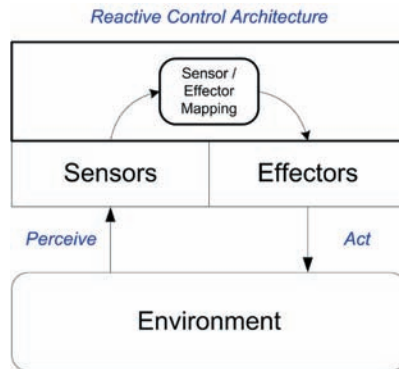 Reactive Control Architecture
Sensor /
Effector
Mapping
Sensors
Effectors
Perceive
Act
Environment